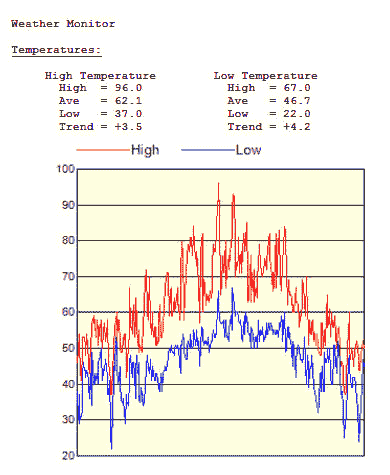 Weather Monitor
Temperatures:
High Temperature Low Temperature
High = 96.0 High = 67.0
Ave = 62.1 Ave = 46.7
Low = 37.0 Low = 22.0
Trend = +3.5 Trend = +4.2
High Low
100
90
80
70
60
50
40
30
20